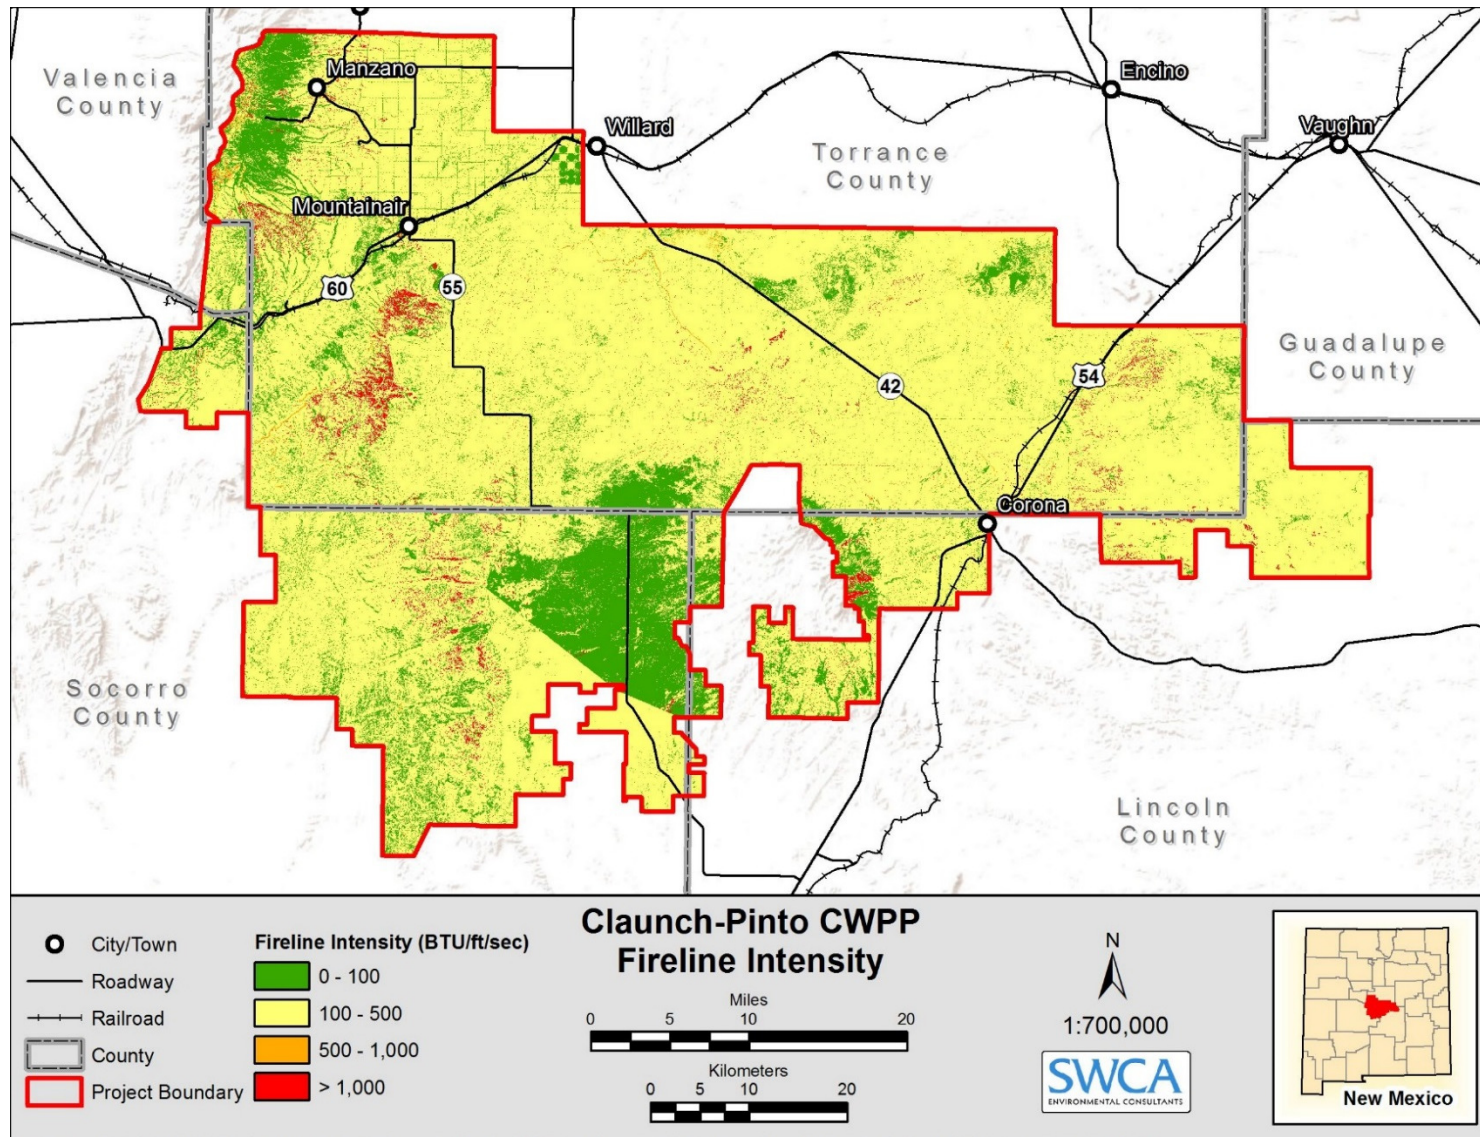 Valencia
County
Manzano
Encino
Willard
Vaughn
Torrance
County
Mountainair
60
55
Guadalupe
County
42
54
Corona
Socorro
County
Lincoln
County
City/Town
Roadway
Railroad
County
Project Boundary
Fireline Intensity (BTU/ft/sec)
0 - 100
100 - 500
500 - 1,000
> 1,000
Claunch-Pinto CWPP
Fireline Intensity
Miles
0 5 10 20
Kilometers
0 5 10 20
N
1:700,000
SWCA
ENVIRONMENTAL CONSULTANTS
New Mexico